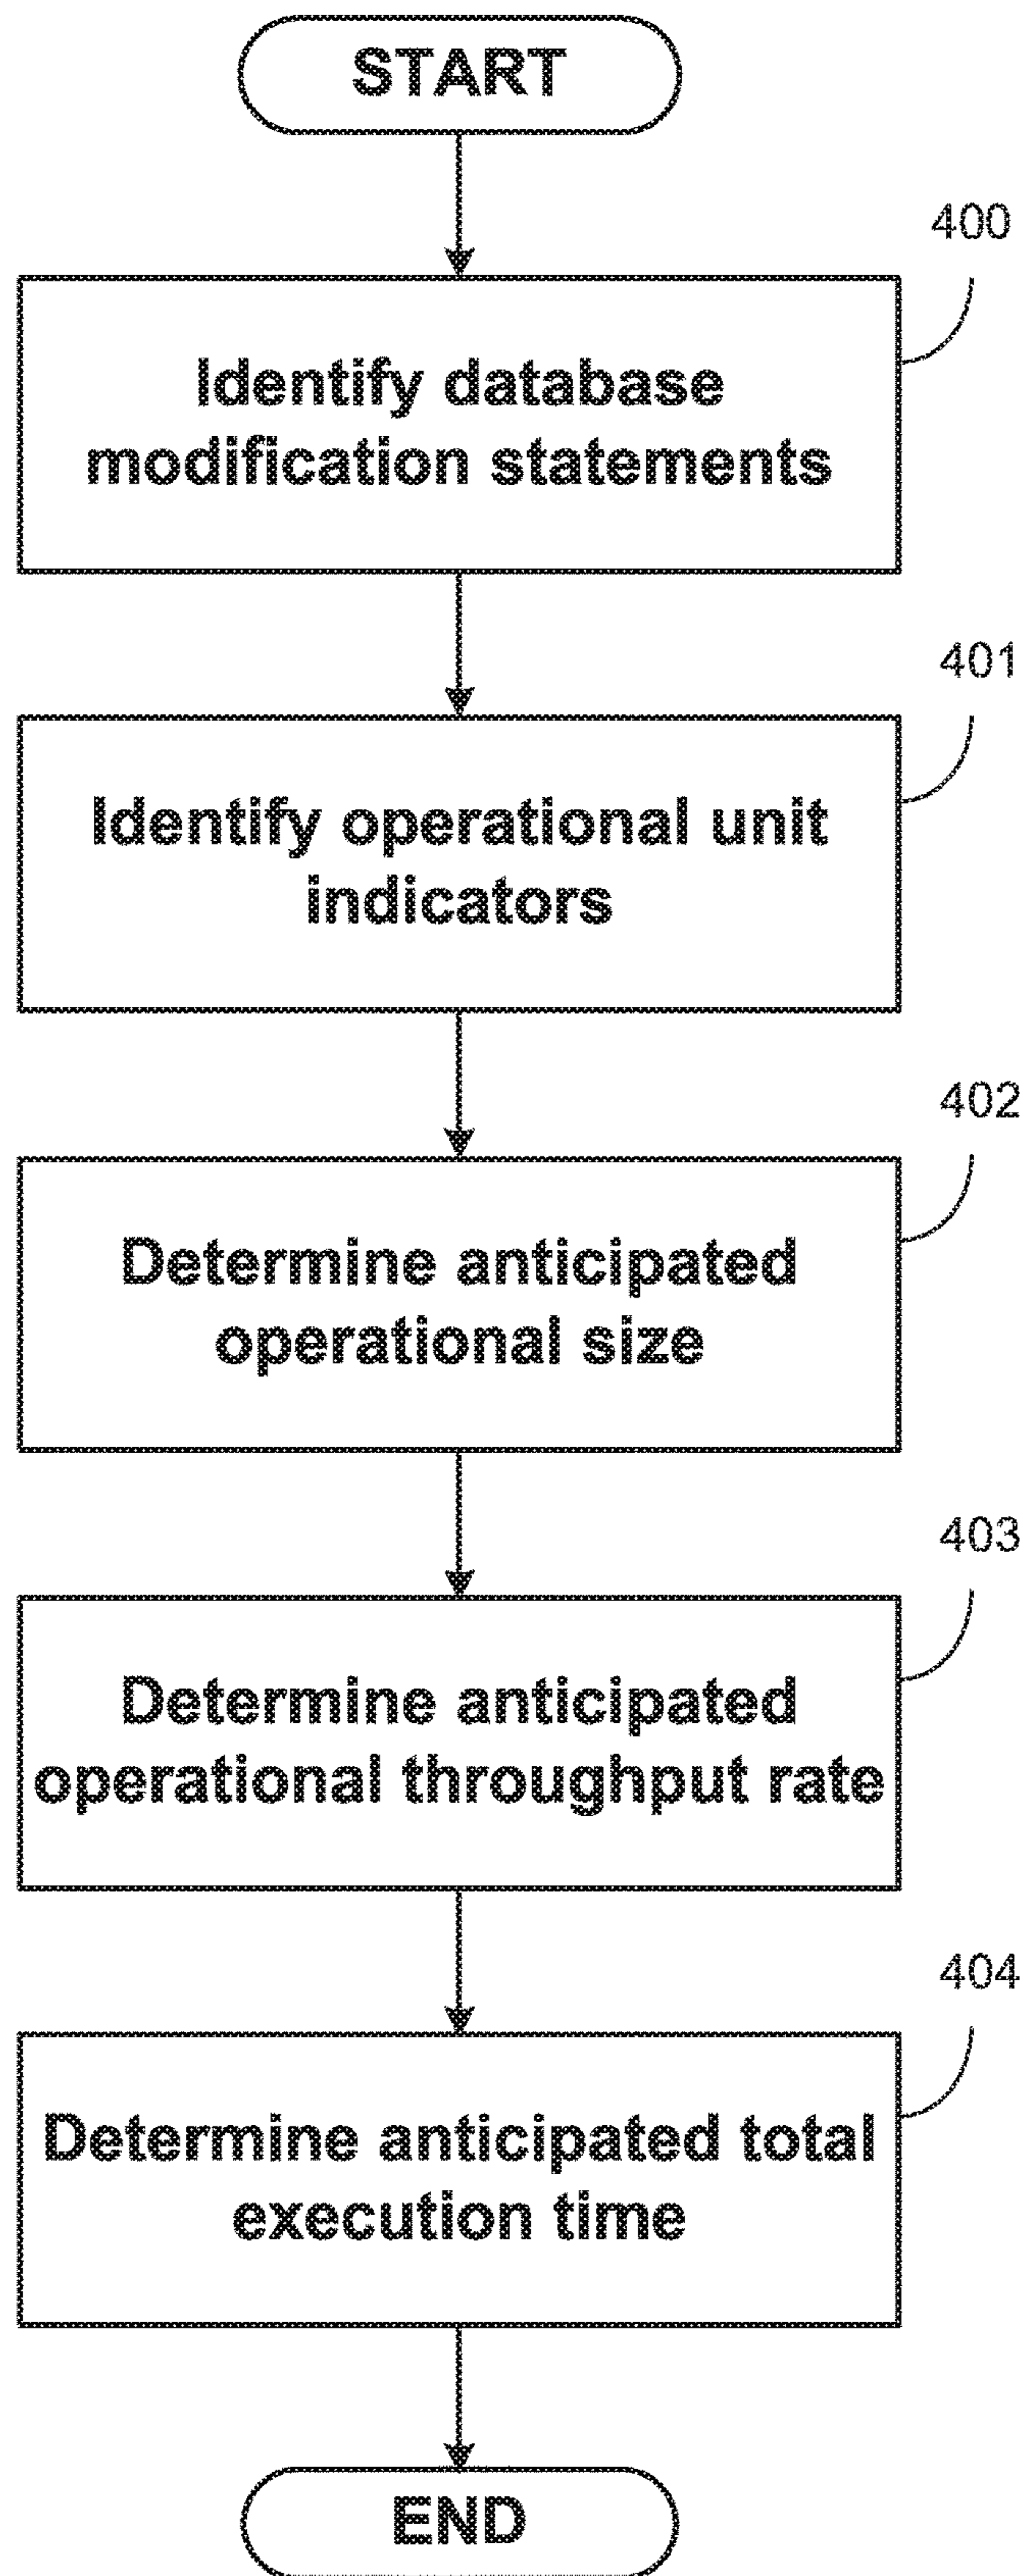 START
400
Identify database
modification statements
401
Identify operational unit
indicators
402
Determine anticipated
operational size
403
Determine anticipated
operational throughput rate
404
Determine anticipated total
execution time
END